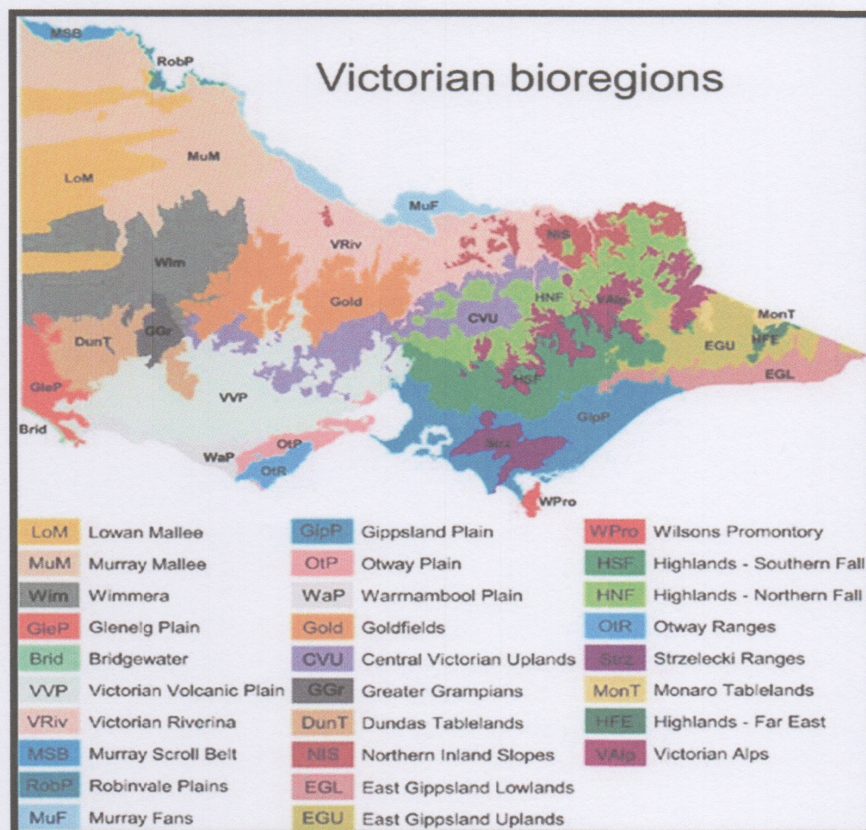 Victorian bioregions
MSB
RobP
MuM
LoM
MuF
VRiv
NIS
Wim
Gold
HNF
VAlp
CVU
MonT
GGr
DunT
HFE
EGU
EGL
HSF
GleP
VVP
GipP
Brid
OtP
Strz
WaP
OtR
WPro
LoM Lowan Mallee
MuM Murray Mallee
Wim Wimmera
GleP Glenelg Plain
Brid Bridgewater
VVP Victorian Volcanic Plain
VRiv Victorian Riverina
MSB Murray Scroll Belt
RobP Robinvale Plains
MuF Murray Fans
GipP Gippsland Plain
OtP Otway Plain
WaP Warrnambool Plain
Gold Goldfields
CVU Central Victorian Uplands
GGr Greater Grampians
DunT Dundas Tablelands
NIS Northern Inland Slopes
EGL East Gippsland Lowlands
EGU East Gippsland Uplands
WPro Wilsons Promontory
HSF Highlands - Southern Fall
HNF Highlands - Northern Fall
OtR Otway Ranges
Strz Strzelecki Ranges
MonT Monaro Tablelands
HFE Highlands - Far East
VAlp Victorian Alps